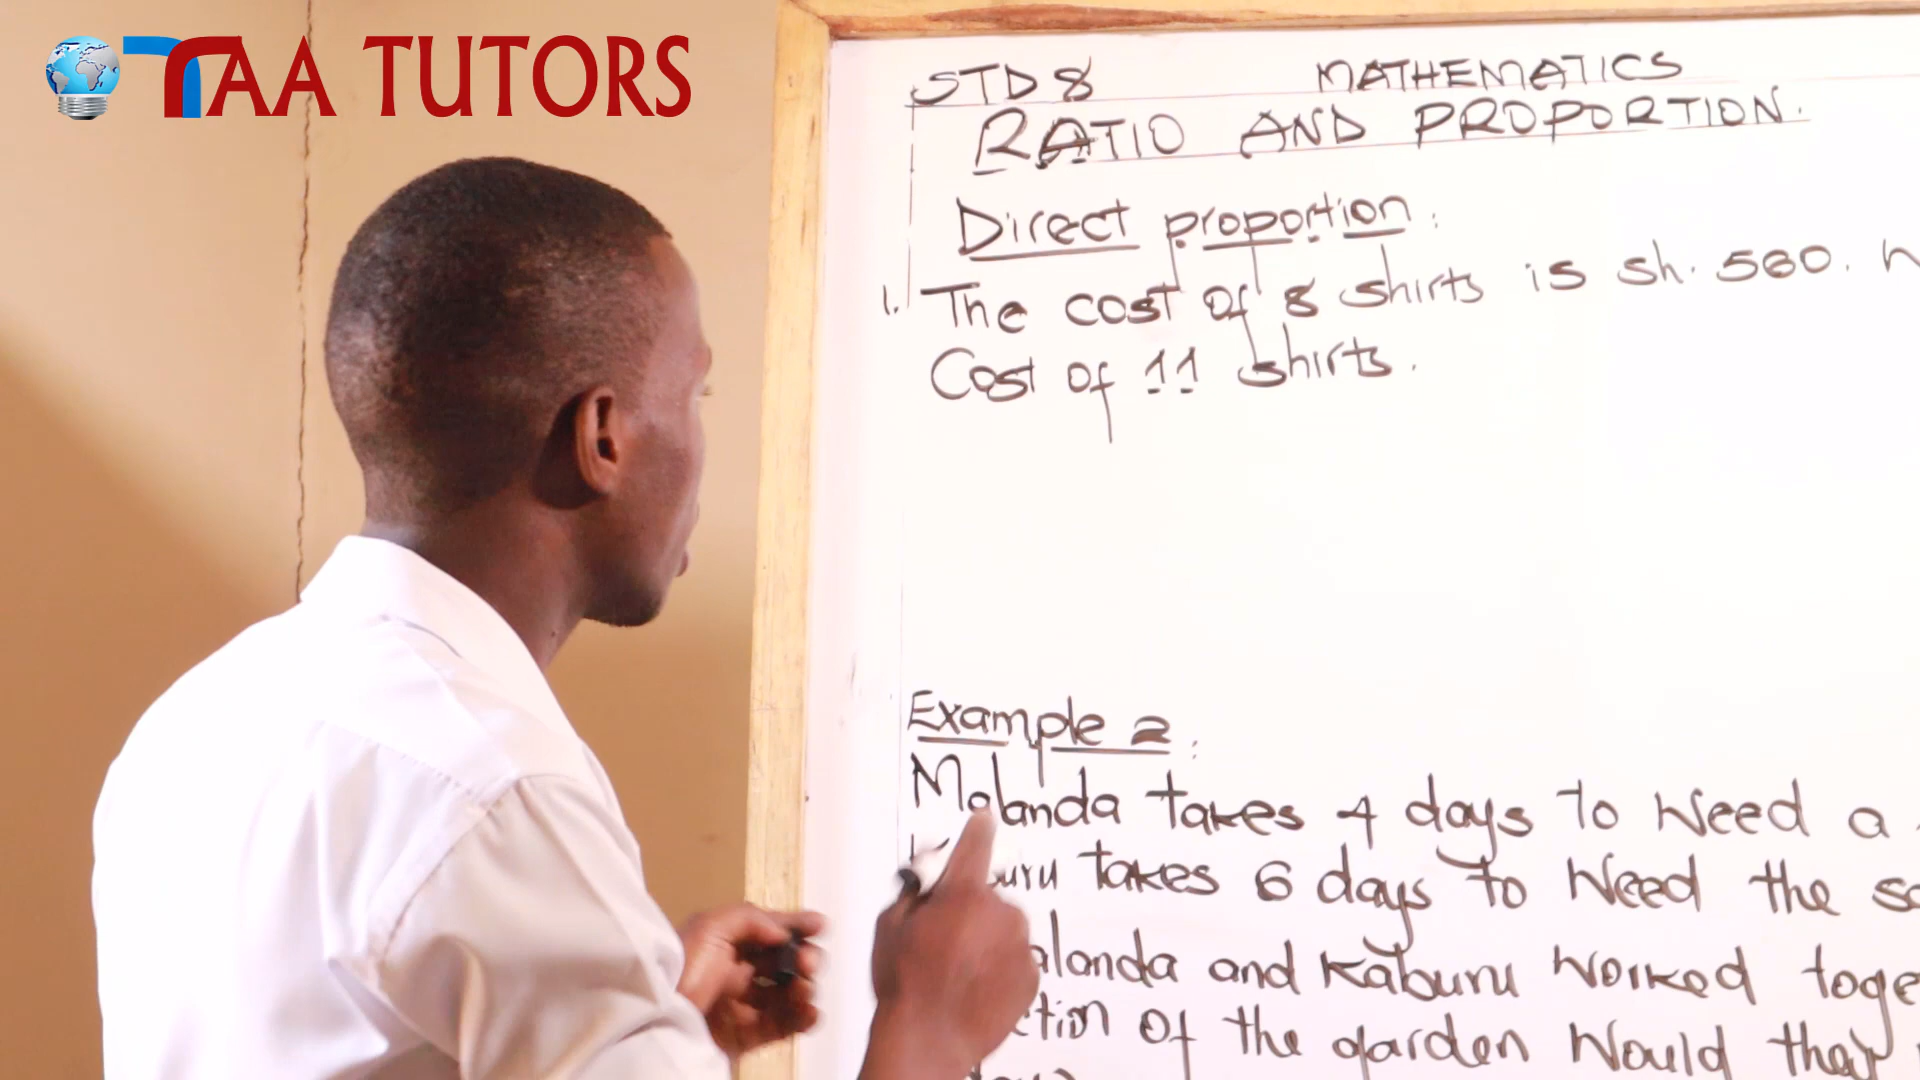 TAA TUTORS
STD 8 MATHEMATICS
RATIO AND PROPORTION.
Direct proportion:
1. The cost of 8 shirts is sh. 560.
Cost of 11 shirts.
Example 2:
Malanda takes 4 days to weed a
takes 6 days to weed the
and Kaburu worked
of the garden would they